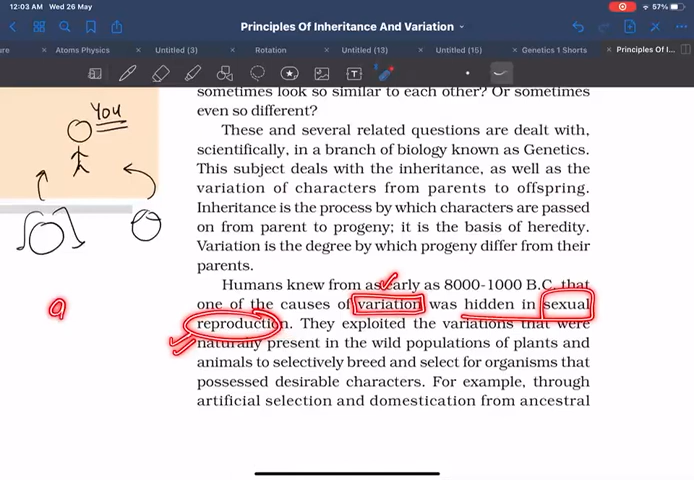 12:03 AM Wed 26 May
57%
Principles Of Inheritance And Variation
ure
Atoms Physics
Untitled (3)
Rotation
Untitled (13)
Untitled (15)
Genetics 1 Shorts
Principles Of I...
sometimes look so similar to each other? Or sometimes
even so different?
These and several related questions are dealt with,
scientifically, in a branch of biology known as Genetics.
This subject deals with the inheritance, as well as the
variation of characters from parents to offspring.
Inheritance is the process by which characters are passed
on from parent to progeny; it is the basis of heredity.
Variation is the degree by which progeny differ from their
parents.
Humans knew from as early as 8000-1000 B.C. that
one of the causes of variation was hidden in sexual
reproduction. They exploited the variations that were
naturally present in the wild populations of plants and
animals to selectively breed and select for organisms that
possessed desirable characters. For example, through
artificial selection and domestication from ancestral
You
a